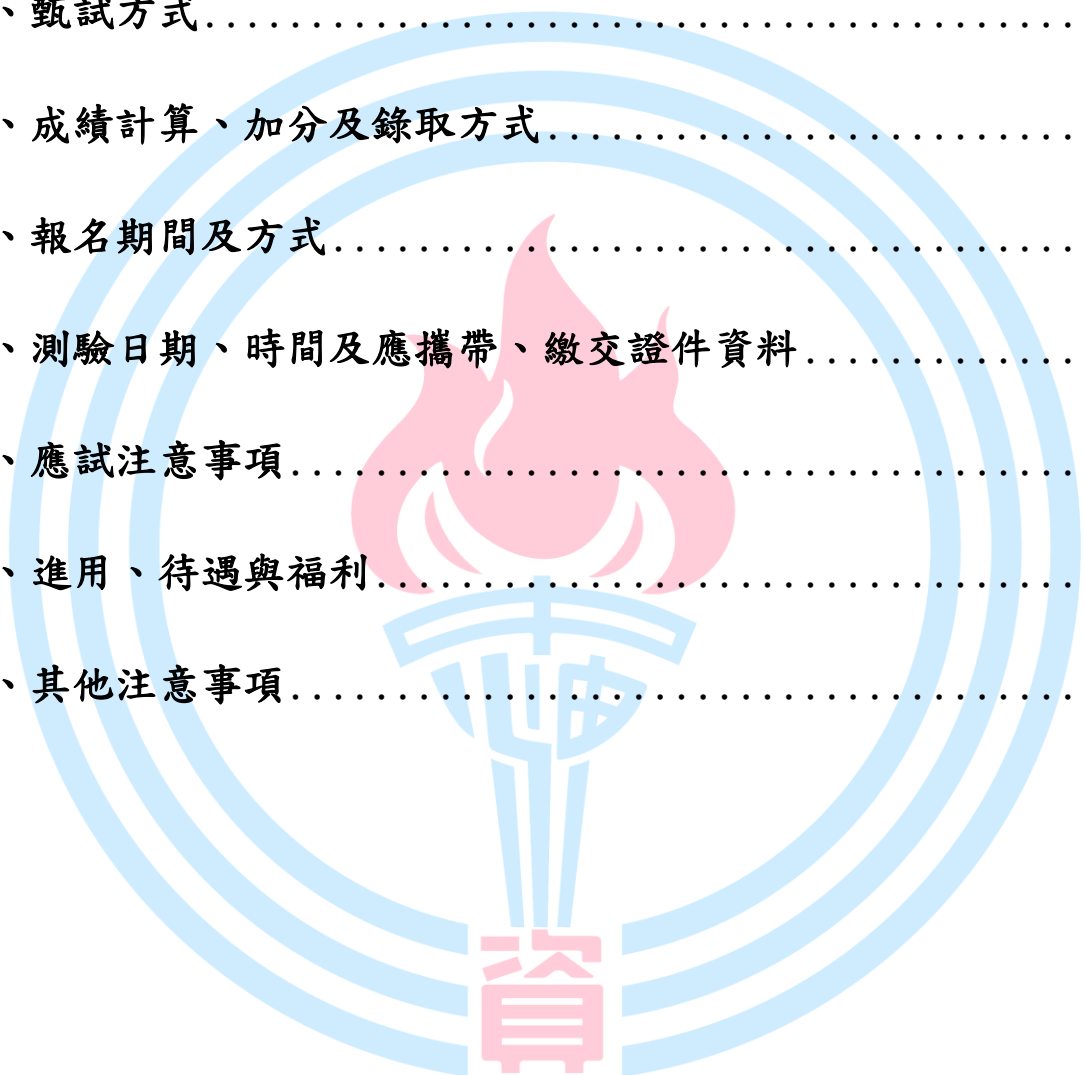 、甄試方式.........................................
、成績計算、加分及錄取方式.........................
、報名期間及方式...................................
、測驗日期、時間及應攜帶、繳交證件資料.............
、應試注意事項.....................................
、進用、待遇與福利.................................
、其他注意事項.....................................
中油
資